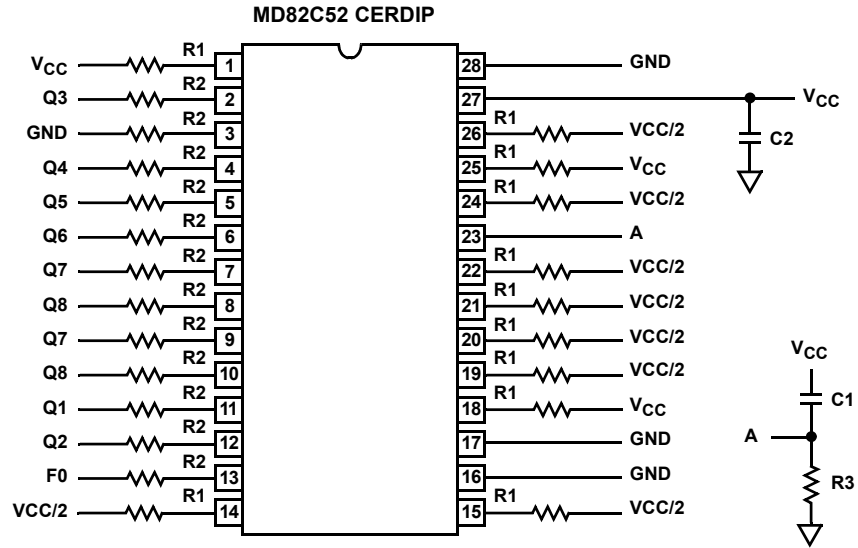 MD82C52 CERDIP
VCC R1 1
Q3 R2 2
GND R2 3
Q4 R2 4
Q5 R2 5
Q6 R2 6
Q7 R2 7
Q8 R2 8
Q7 R2 9
Q8 R2 10
Q1 R2 11
Q2 R2 12
F0 R2 13
VCC/2 R1 14
28 GND
27 VCC
C2
26 R1 VCC/2
25 R1 VCC
24 R1 VCC/2
23 A
22 R1 VCC/2
21 R1 VCC/2
20 R1 VCC/2
19 R1 VCC/2
18 R1 VCC
17 GND
16 GND
15 R1 VCC/2
VCC
C1
A
R3